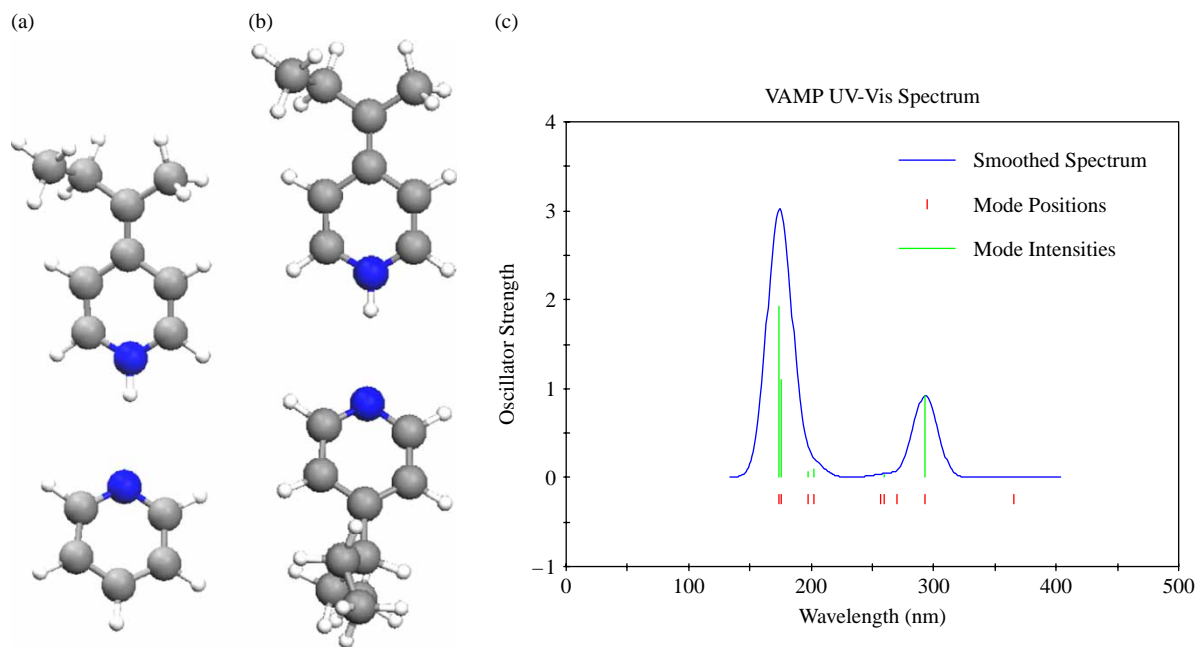 (a)
(b)
(c)
VAMP UV-Vis Spectrum
4
Smoothed Spectrum
3
Mode Positions
Mode Intensities
2
Oscillator Strength
1
0
–1
0
100
200
300
400
500
Wavelength (nm)